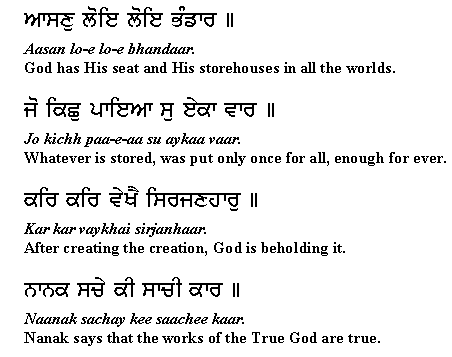 ਆਸਣੁ ਲੋਇ ਲੋਇ ਭੰਡਾਰ ॥
Aasan lo-e lo-e bhandaar.
God has His seat and His storehouses in all the worlds.
ਜੋ ਕਿਛੁ ਪਾਇਆ ਸੁ ਏਕਾ ਵਾਰ ॥
Jo kichh paa-e-aa su aykaa vaar.
Whatever is stored, was put only once for all, enough for ever.
ਕਰਿ ਕਰਿ ਵੇਖੈ ਸਿਰਜਣਹਾਰੁ ॥
Kar kar vaykhai sirjanhaar.
After creating the creation, God is beholding it.
ਨਾਨਕ ਸਚੇ ਕੀ ਸਾਚੀ ਕਾਰ ॥
Naanak sachay kee saachee kaar.
Nanak says that the works of the True God are true.